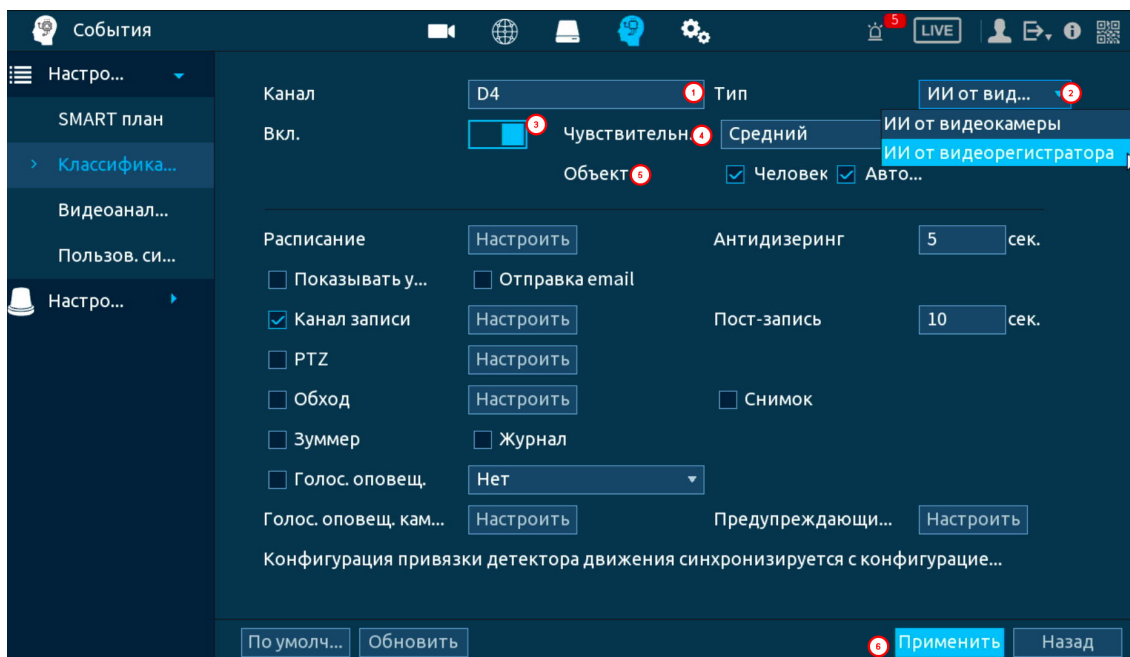 События 5 LIVE
Настро...
SMART план
Классифика...
Видеоанал...
Пользов. си...
Настро...
Канал D4 1 Тип ИИ от вид... 2
ИИ от видеокамеры
ИИ от видеорегистратора
Вкл. 3 Чувствительн. 4 Средний
Объект 5 Человек Авто...
Расписание Настроить Антидизеринг 5 сек.
Показывать у... Отправка email
Канал записи Настроить Пост-запись 10 сек.
PTZ Настроить
Обход Настроить Снимок
Зуммер Журнал
Голос. оповещ. Нет
Голос. оповещ. кам... Настроить Предупреждающи... Настроить
Конфигурация привязки детектора движения синхронизируется с конфигурацие...
По умолч... Обновить 6 Применить Назад